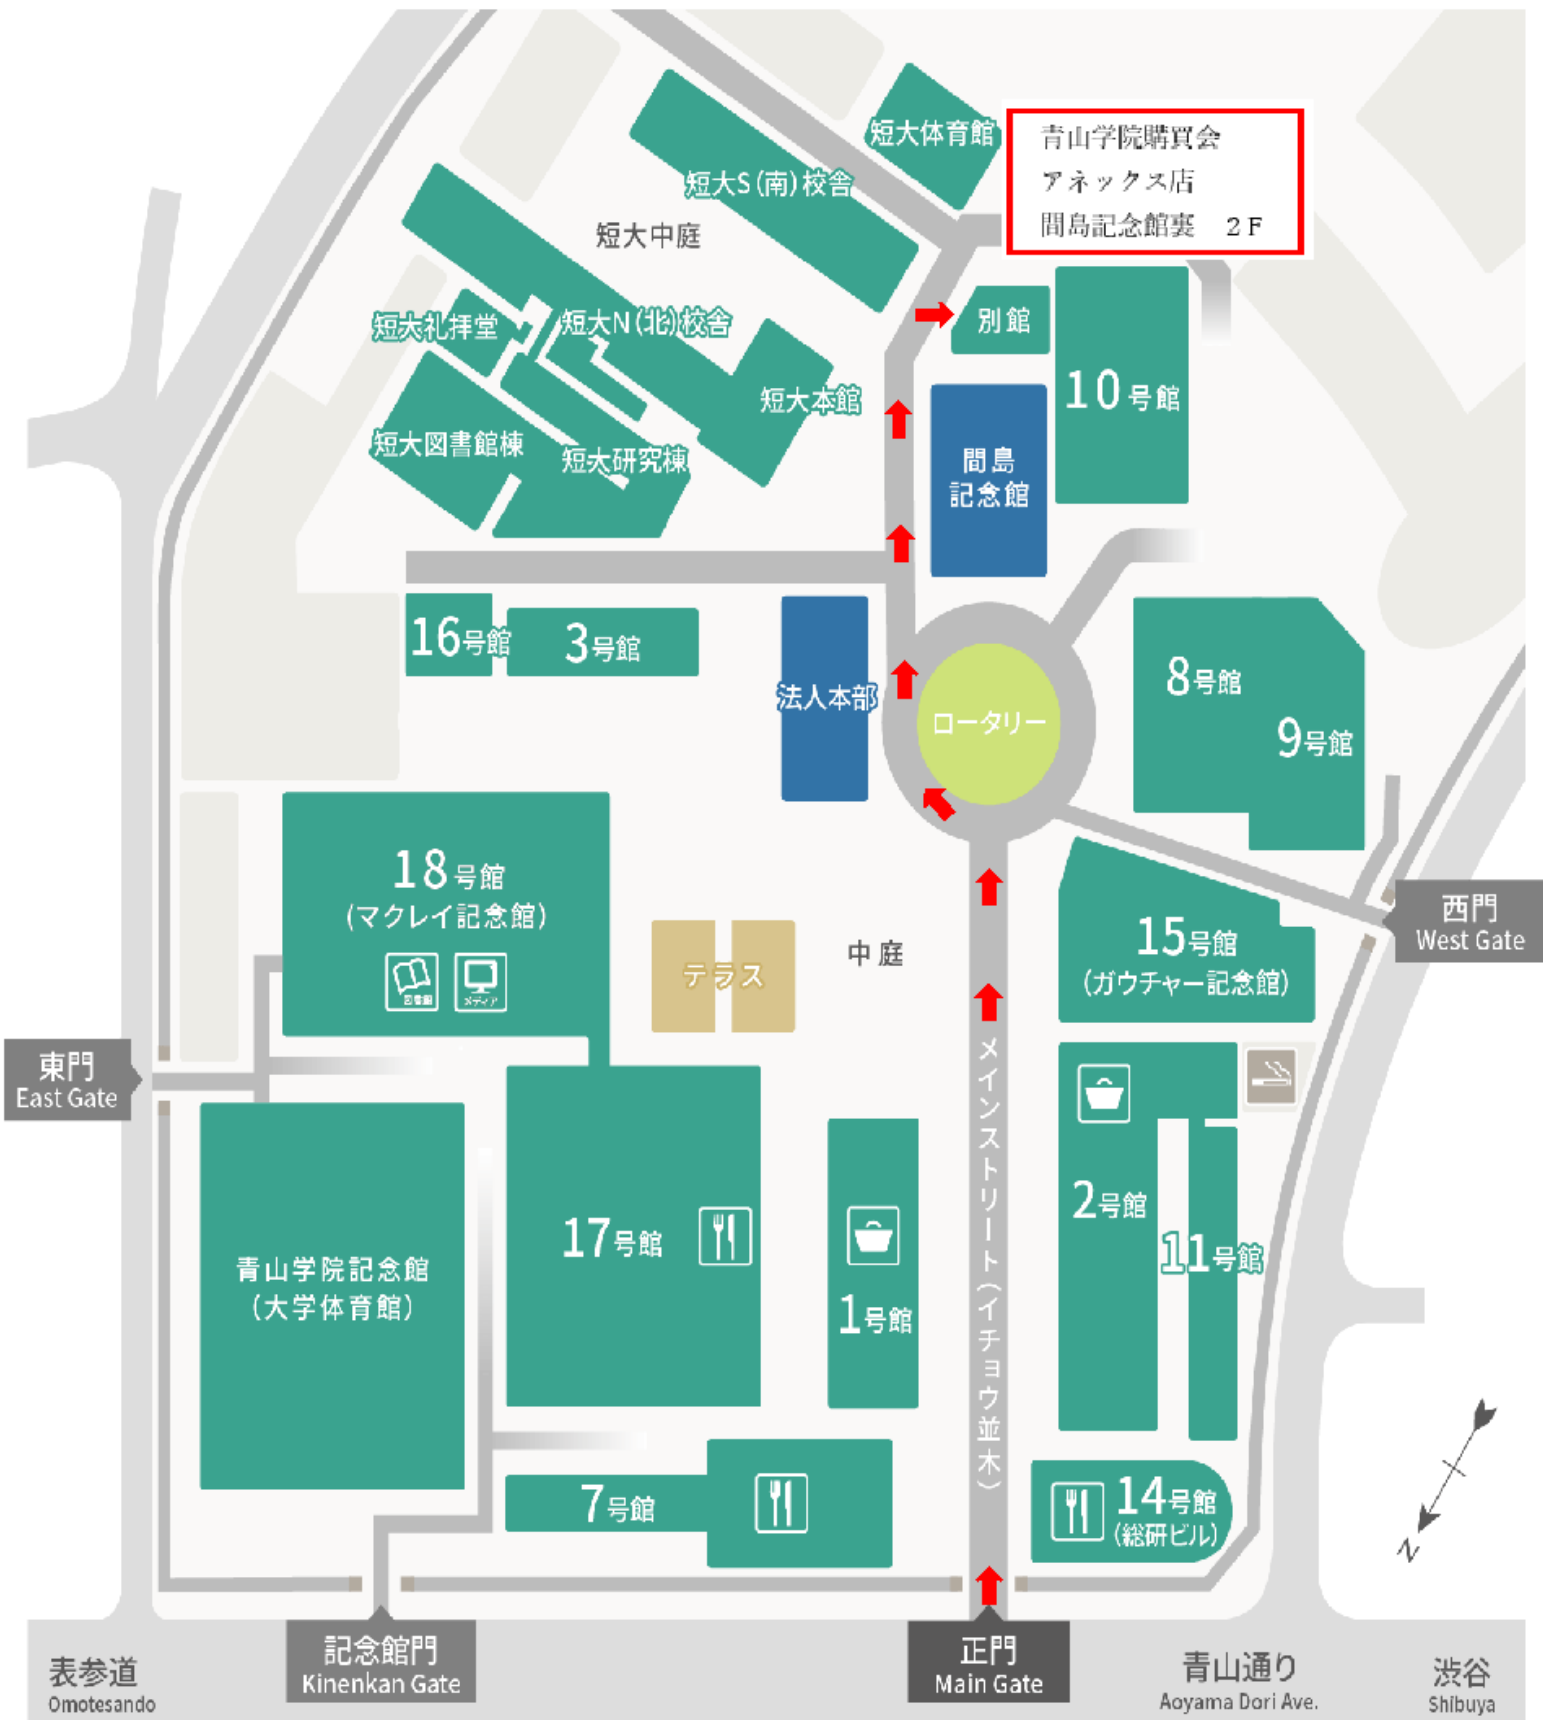 短大体育館
青山学院購買会
アネックス店
間島記念館裏 2F
短大S(南)校舎
短大中庭
短大礼拝堂
短大N(北)校舎
別館
短大本館
10号館
短大図書館棟
短大研究棟
間島
記念館
16号館
3号館
法人本部
ロータリー
8号館
9号館
18号館
(マクレイ記念館)
図書館
メディア
テラス
中庭
15号館
(ガウチャー記念館)
西門
West Gate
東門
East Gate
メインストリート(イチョウ並木)
2号館
11号館
17号館
1号館
青山学院記念館
(大学体育館)
7号館
14号館
(総研ビル)
N
記念館門
Kinenkan Gate
正門
Main Gate
表参道
Omotesando
青山通り
Aoyama Dori Ave.
渋谷
Shibuya